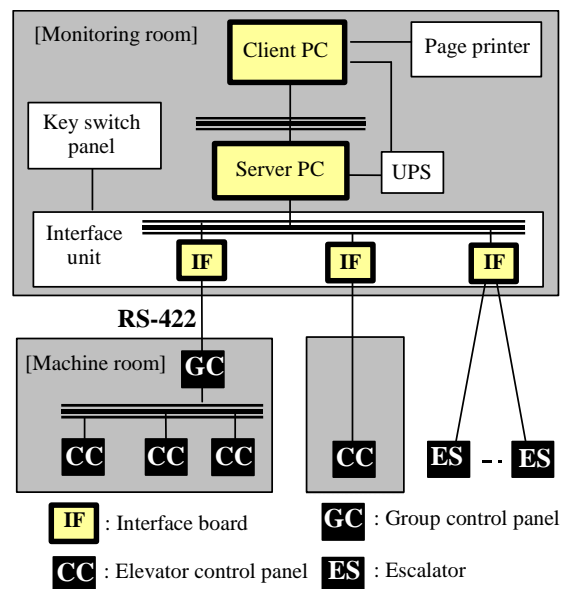 [Monitoring room]
Client PC
Page printer
Key switch
panel
Server PC
UPS
Interface
unit
IF
IF
IF
RS-422
[Machine room]
GC
CC
CC
CC
CC
ES
ES
IF : Interface board
GC : Group control panel
CC : Elevator control panel
ES : Escalator